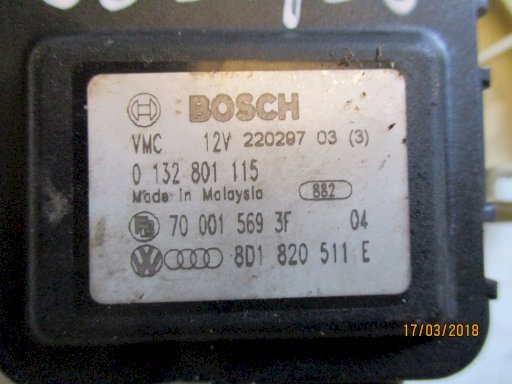 BOSCH
VMC 12V 220297 03 (3)
0 132 801 115
Made in Malaysia 882
70 001 569 3F 04
8D1 820 511 E
17/03/2018